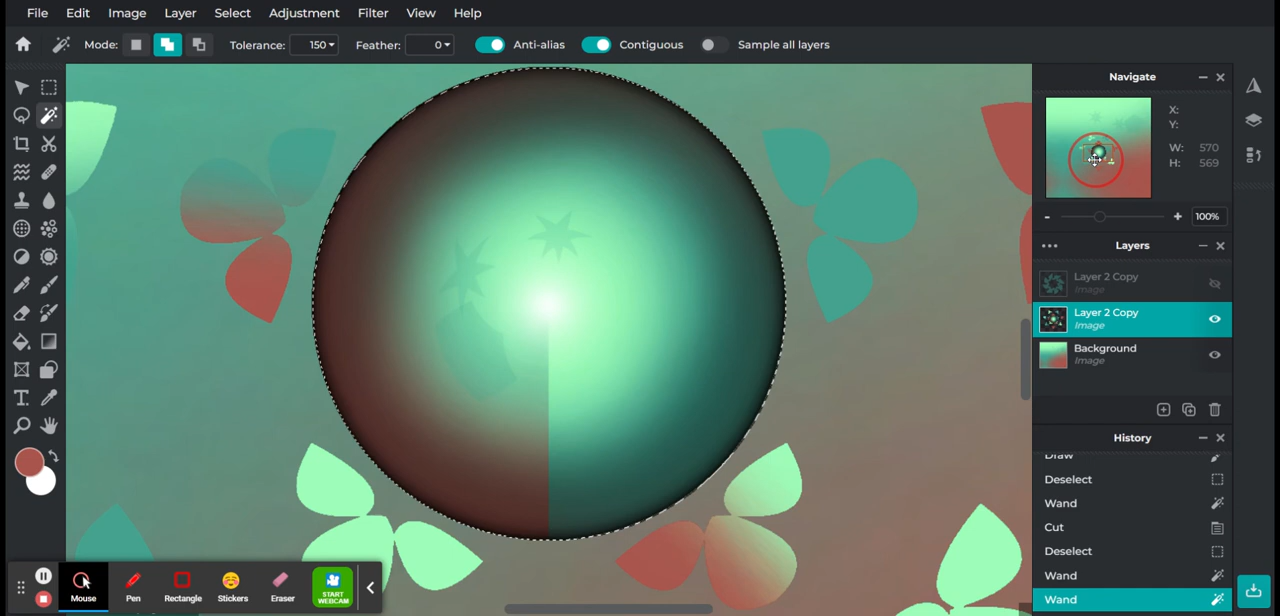 File Edit Image Layer Select Adjustment Filter View Help
Mode: Tolerance: 150 Feather: 0 Anti-alias Contiguous Sample all layers
Navigate
X:
Y:
W: 570
H: 569
- + 100%
Layers
Layer 2 Copy
Image
Layer 2 Copy
Image
Background
Image
History
Draw
Deselect
Wand
Cut
Deselect
Wand
Wand
Mouse Pen Rectangle Stickers Eraser START
WEBCAM